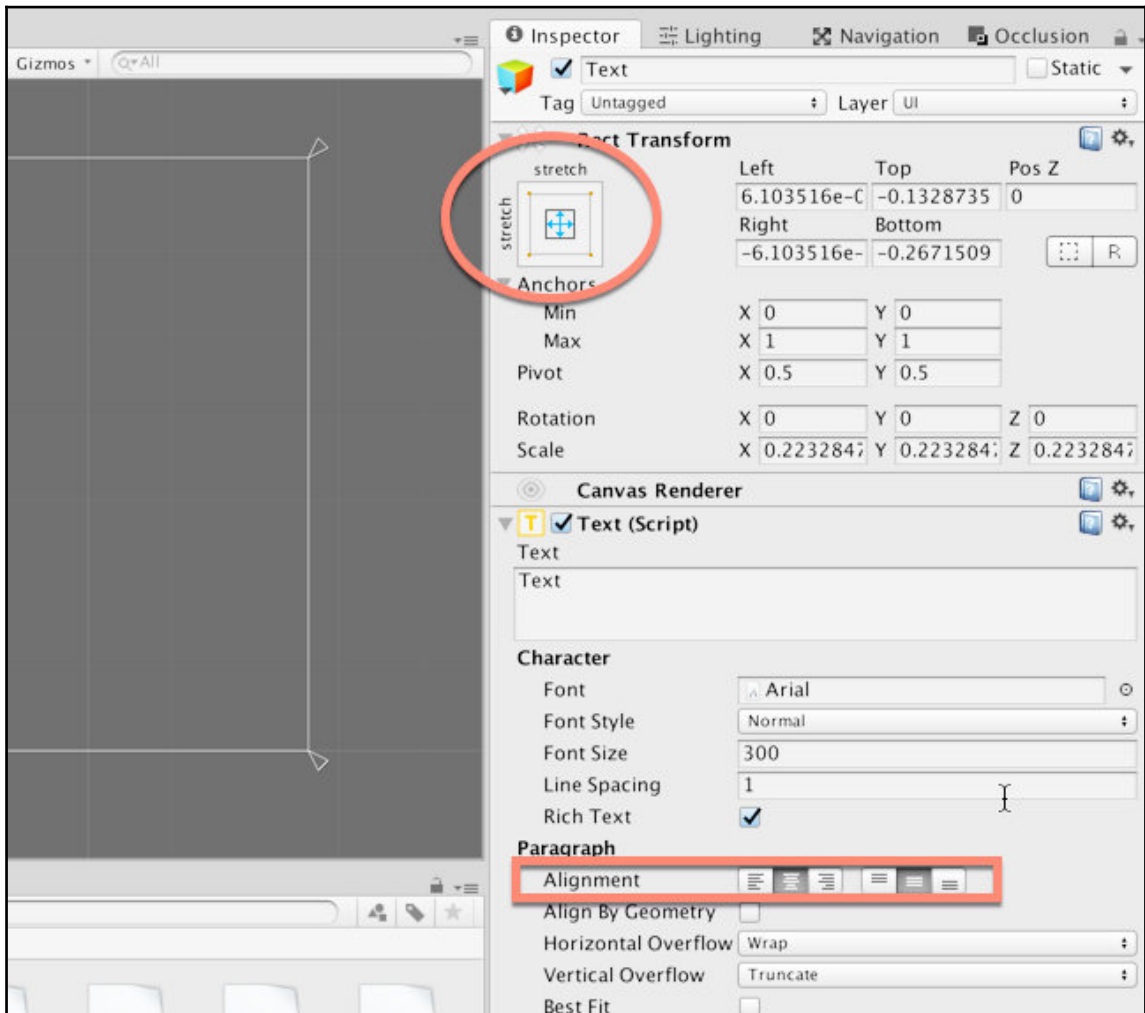 Inspector Lighting Navigation Occlusion
Gizmos All
Text Static
Tag Untagged Layer UI
Rect Transform
stretch Left Top Pos Z
6.103516e-0 -0.1328735 0
stretch
Right Bottom
-6.103516e- -0.2671509 R
Anchors
Min X 0 Y 0
Max X 1 Y 1
Pivot X 0.5 Y 0.5
Rotation X 0 Y 0 Z 0
Scale X 0.2232847 Y 0.2232847 Z 0.2232847
Canvas Renderer
T Text (Script)
Text
Text
Character
Font Arial
Font Style Normal
Font Size 300
Line Spacing 1
Rich Text
Paragraph
Alignment
Align By Geometry
Horizontal Overflow Wrap
Vertical Overflow Truncate
Best Fit